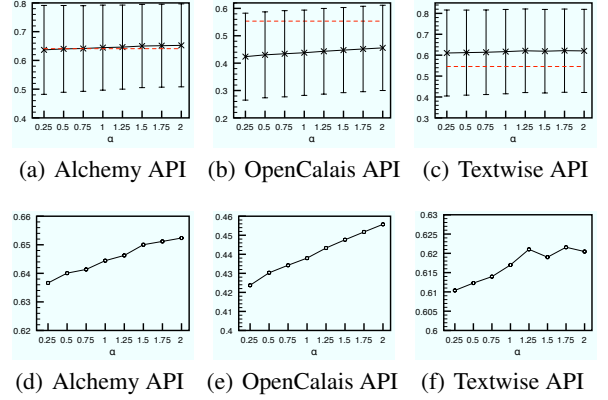 0.8 0.7 0.6 0.5 0.4
0.25 0.5 0.75 1 1.25 1.5 1.75 2
α
(a) Alchemy API
0.6 0.5 0.4 0.3 0.2
0.25 0.5 0.75 1 1.25 1.5 1.75 2
α
(b) OpenCalais API
0.8 0.7 0.6 0.5 0.4 0.3
0.25 0.5 0.75 1 1.25 1.5 1.75 2
α
(c) Textwise API
0.66 0.65 0.64 0.63 0.62
0.25 0.5 0.75 1 1.25 1.5 1.75 2
α
(d) Alchemy API
0.46 0.45 0.44 0.43 0.42 0.41 0.4
0.25 0.5 0.75 1 1.25 1.5 1.75 2
α
(e) OpenCalais API
0.63 0.625 0.62 0.615 0.61 0.605 0.6
0.25 0.5 0.75 1 1.25 1.5 1.75 2
α
(f) Textwise API